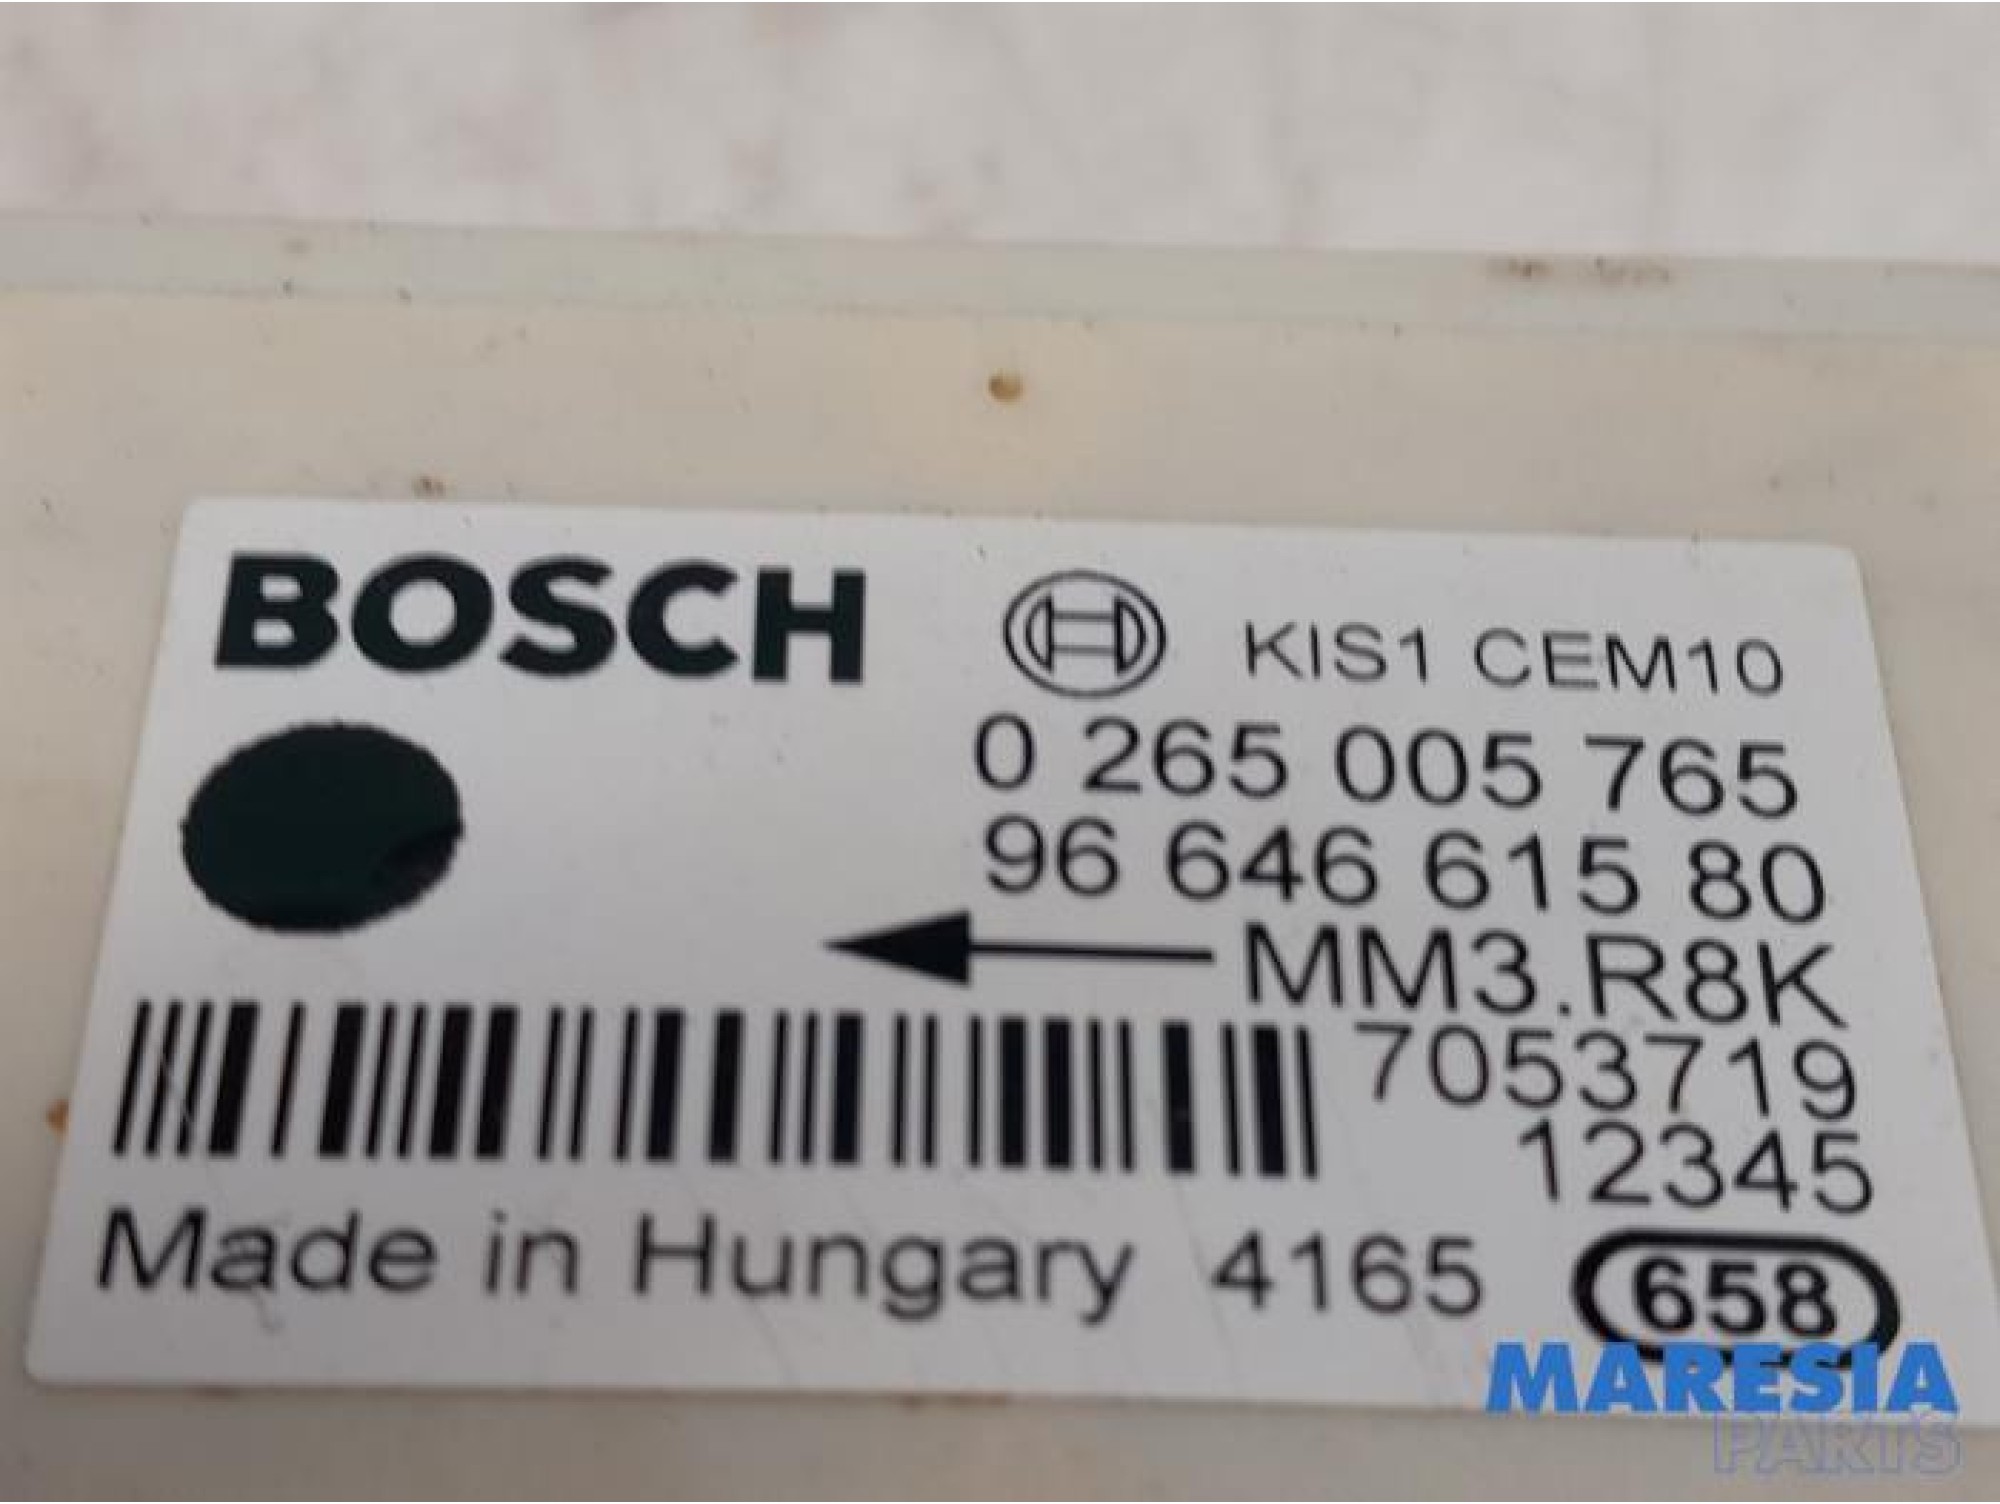 BOSCH KIS1 CEM10
0 265 005 765
96 646 615 80
MM3.R8K
7053719
12345
Made in Hungary 4165 658
MARESIA
PARTS